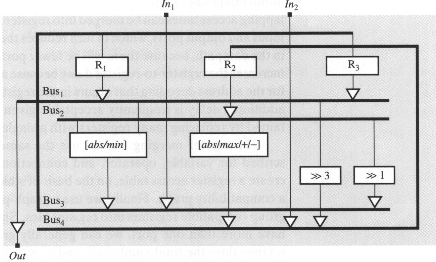 In1 In2
R1 R2 R3
Bus1
Bus2
[abs/min] [abs/max/+/−]
>> 3 >> 1
Bus3
Bus4
Out